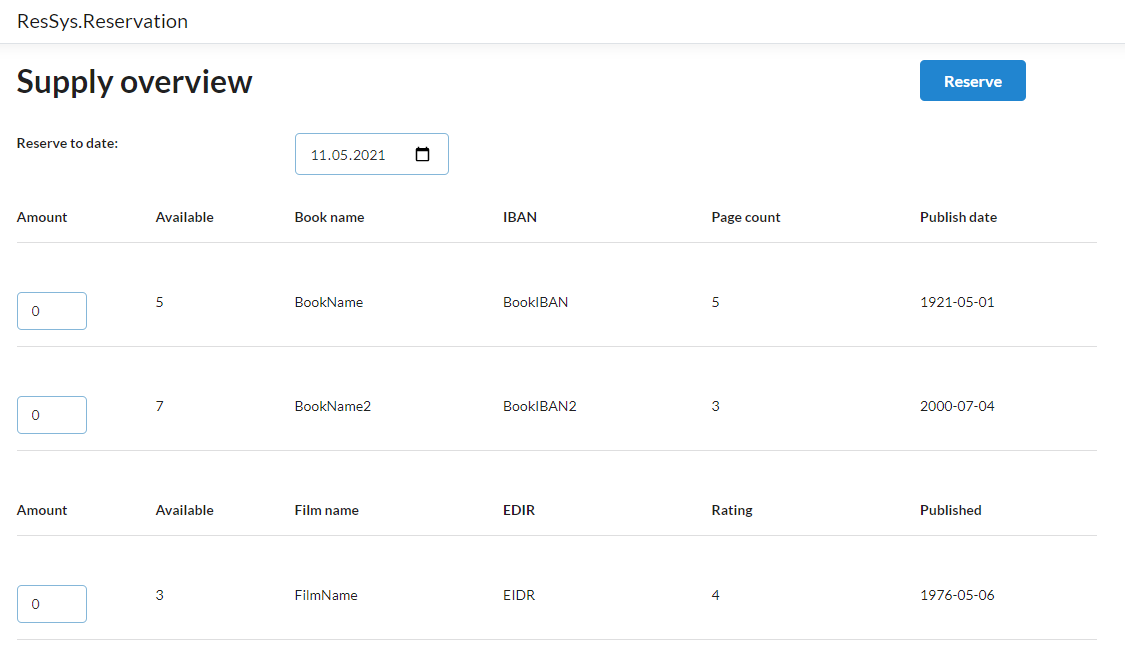 ResSys.Reservation
Supply overview
Reserve
Reserve to date:
11.05.2021
Amount Available Book name IBAN Page count Publish date
0 5 BookName BookIBAN 5 1921-05-01
0 7 BookName2 BookIBAN2 3 2000-07-04
Amount Available Film name EDIR Rating Published
0 3 FilmName EIDR 4 1976-05-06